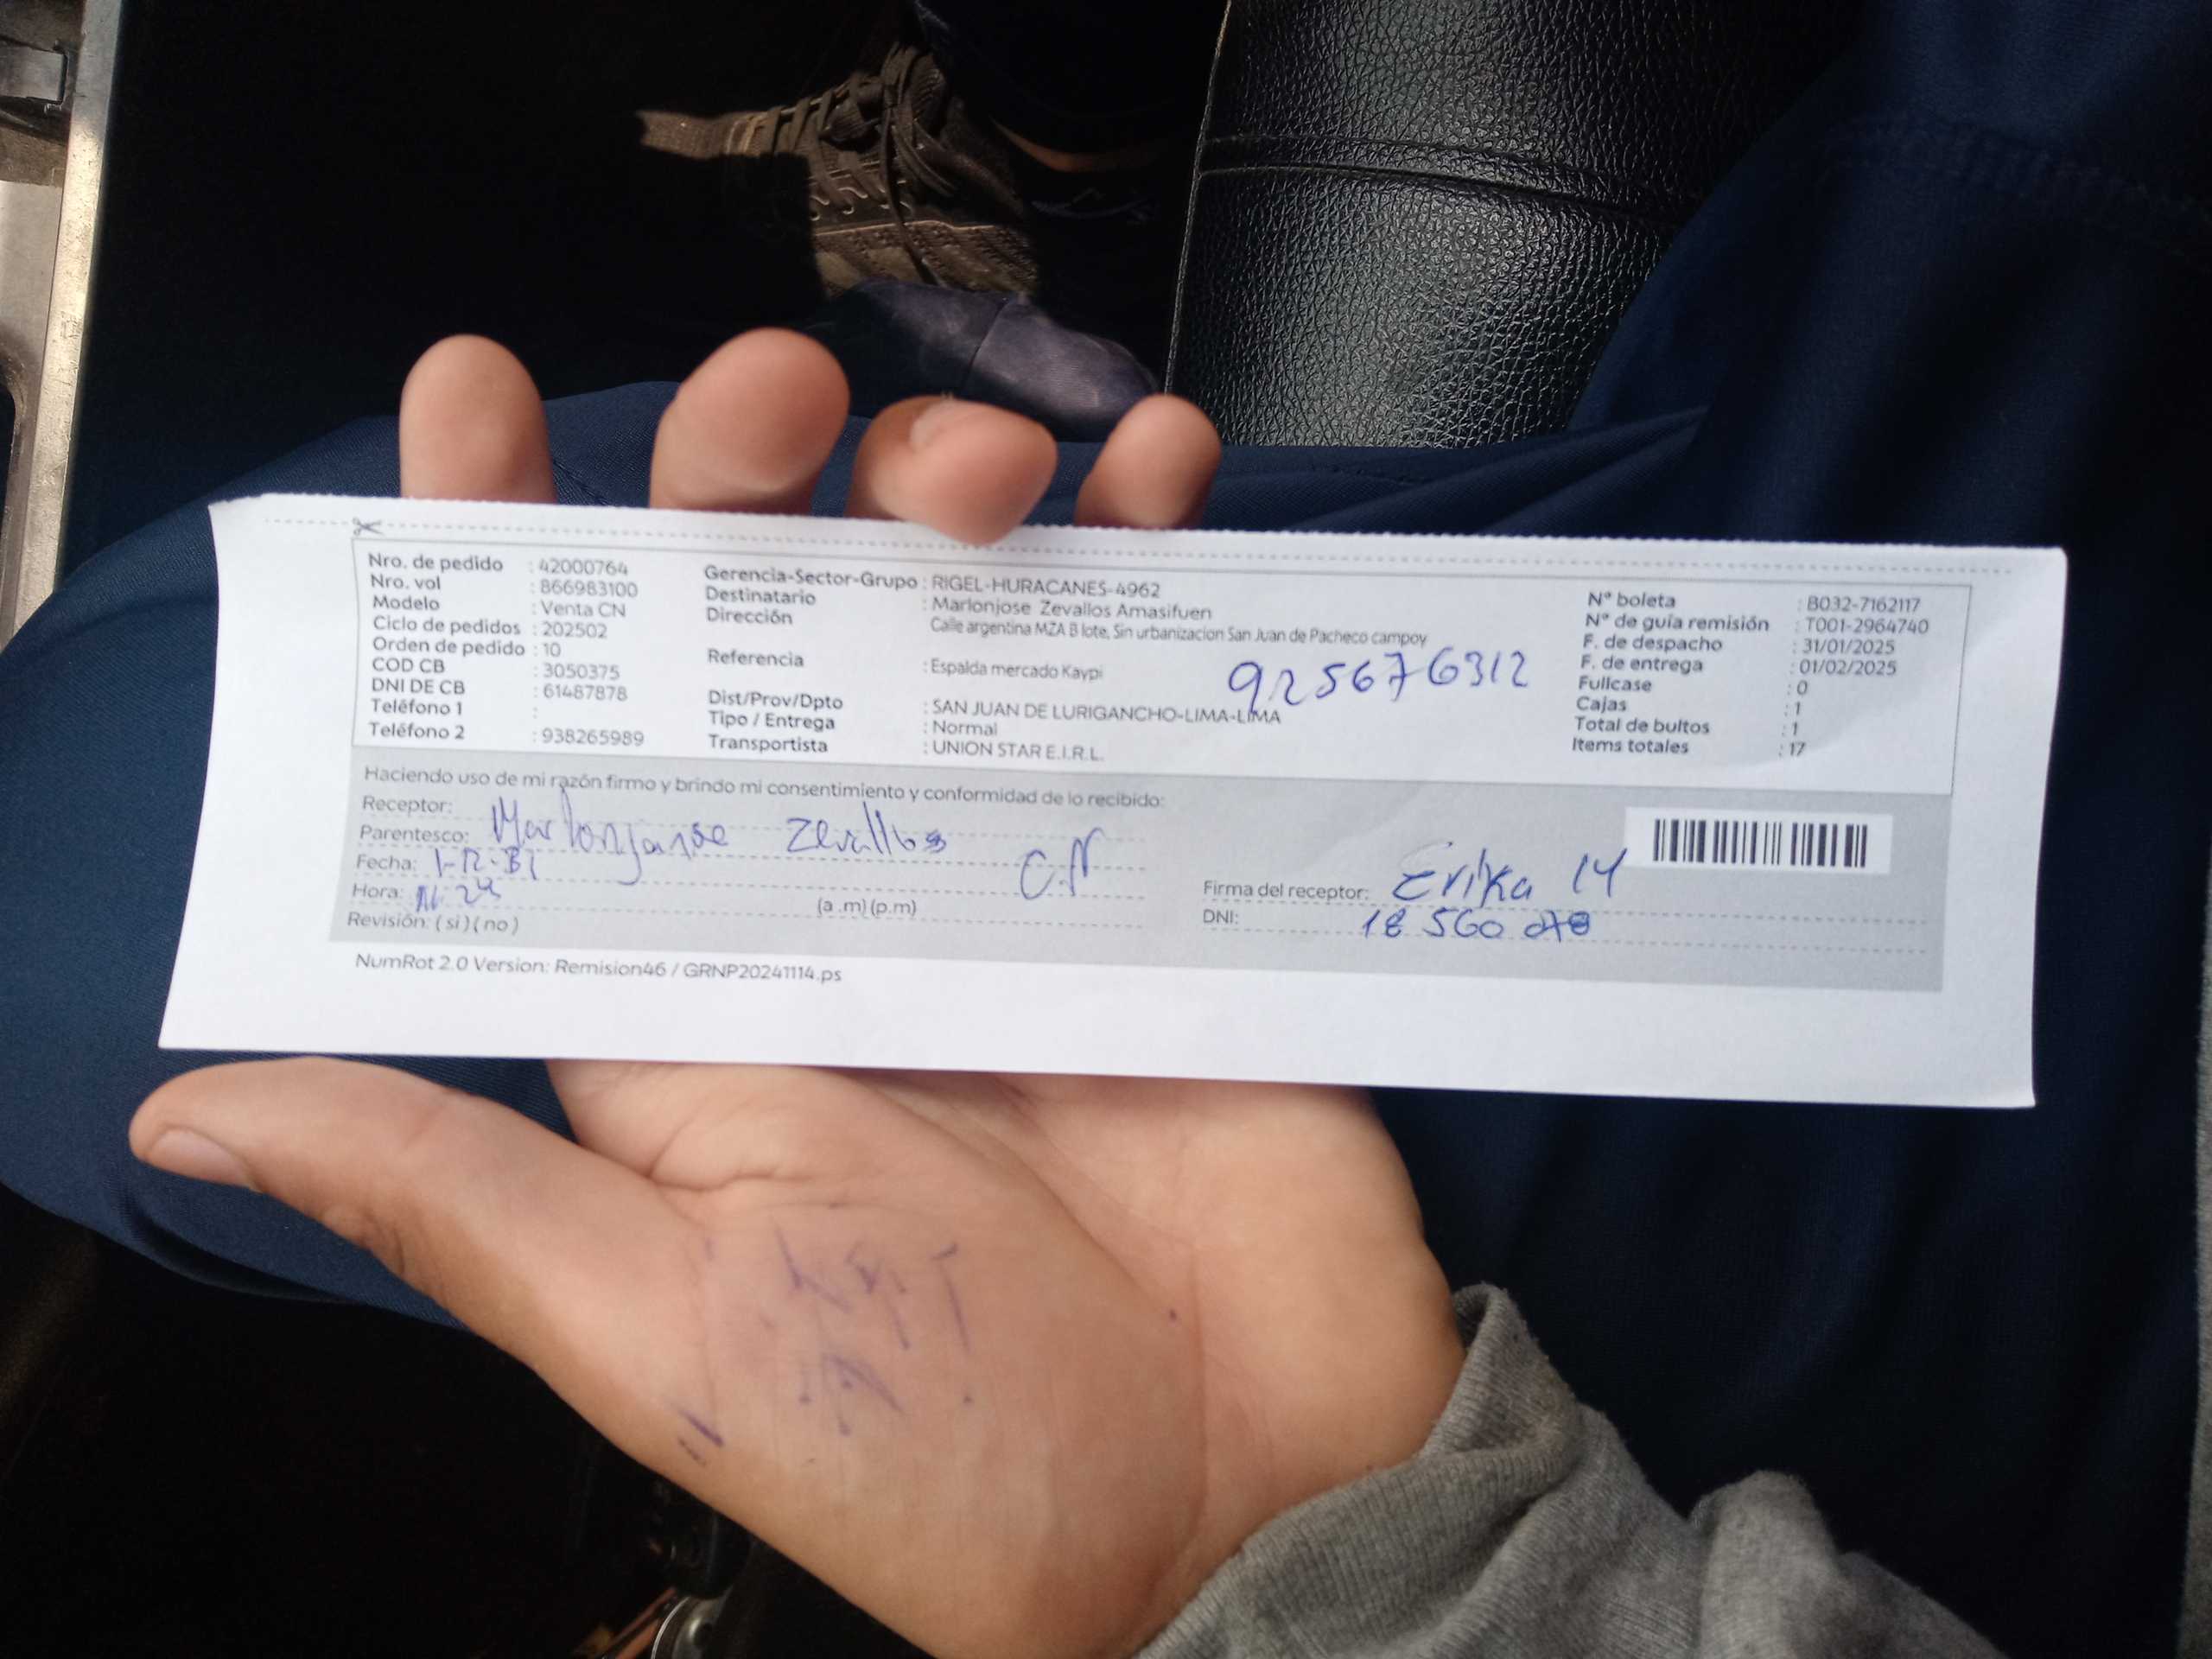 Nro. de pedido : 42000764
Nro. vol : 866983100
Modelo : Venta CN
Ciclo de pedidos : 202502
Orden de pedido : 10
COD CB : 3050375
DNI DE CB : 61487878
Teléfono 1 :
Teléfono 2 : 938265989
Gerencia-Sector-Grupo : RIGEL-HURACANES-4962
Destinatario : Marlonjose Zevallos Amasifuen
Dirección Calle argentina MZA B lote, Sin urbanizacion San Juan de Pacheco campoy
Referencia : Espalda mercado Kaypi
925676312
Dist/Prov/Dpto : SAN JUAN DE LURIGANCHO-LIMA-LIMA
Tipo / Entrega : Normal
Transportista : UNION STAR E.I.R.L.
N° boleta : B032-7162117
N° de guía remisión : T001-2964740
F. de despacho : 31/01/2025
F. de entrega : 01/02/2025
Fullcase : 0
Cajas : 1
Total de bultos : 1
Items totales : 17
Haciendo uso de mi razón firmo y brindo mi consentimiento y conformidad de lo recibido:
Receptor:
Parentesco: Zevallos
Fecha:
Hora: (a .m) (p.m)
Revisión: ( si ) ( no )
C.N
Firma del receptor: Erika
DNI: 18 560
NumRot 2.0 Version: Remision46 / GRNP20241114.ps